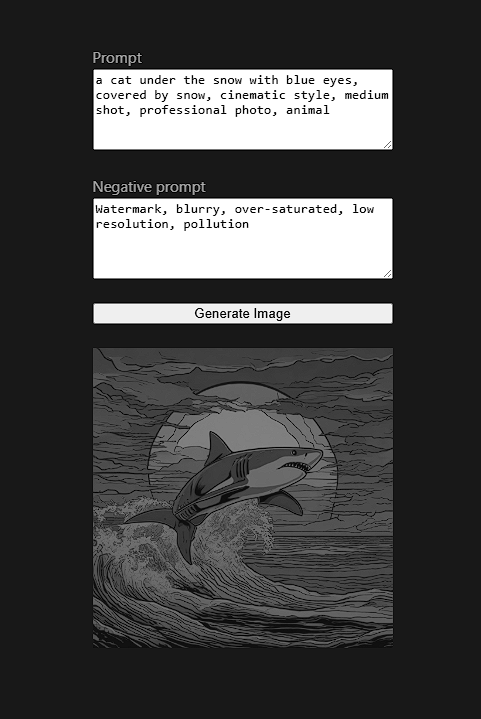 Prompt
a cat under the snow with blue eyes,
covered by snow, cinematic style, medium
shot, professional photo, animal
Negative prompt
Watermark, blurry, over-saturated, low
resolution, pollution
Generate Image